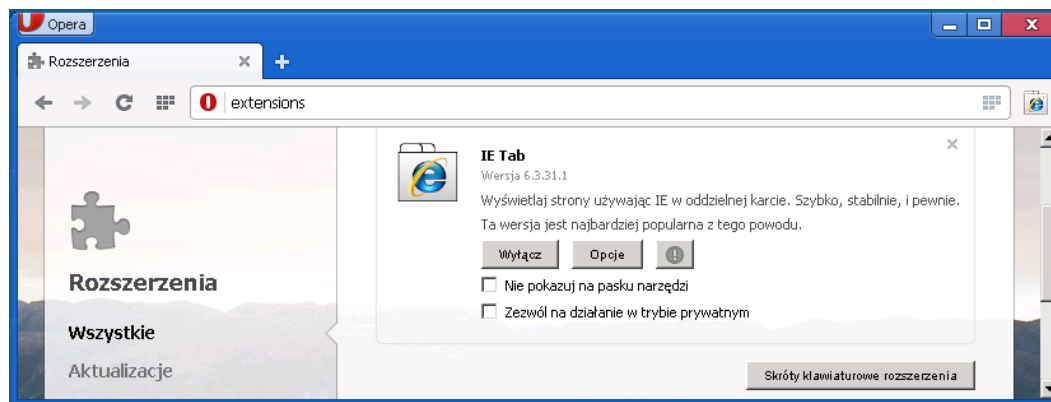 Opera
Rozszerzenia
extensions
IE Tab
Wersja 6.3.31.1
Wyświetlaj strony używając IE w oddzielnej karcie. Szybko, stabilnie, i pewnie.
Ta wersja jest najbardziej popularna z tego powodu.
Wyłącz Opcje
Nie pokazuj na pasku narzędzi
Zezwól na działanie w trybie prywatnym
Rozszerzenia
Wszystkie
Aktualizacje
Skróty klawiaturowe rozszerzenia